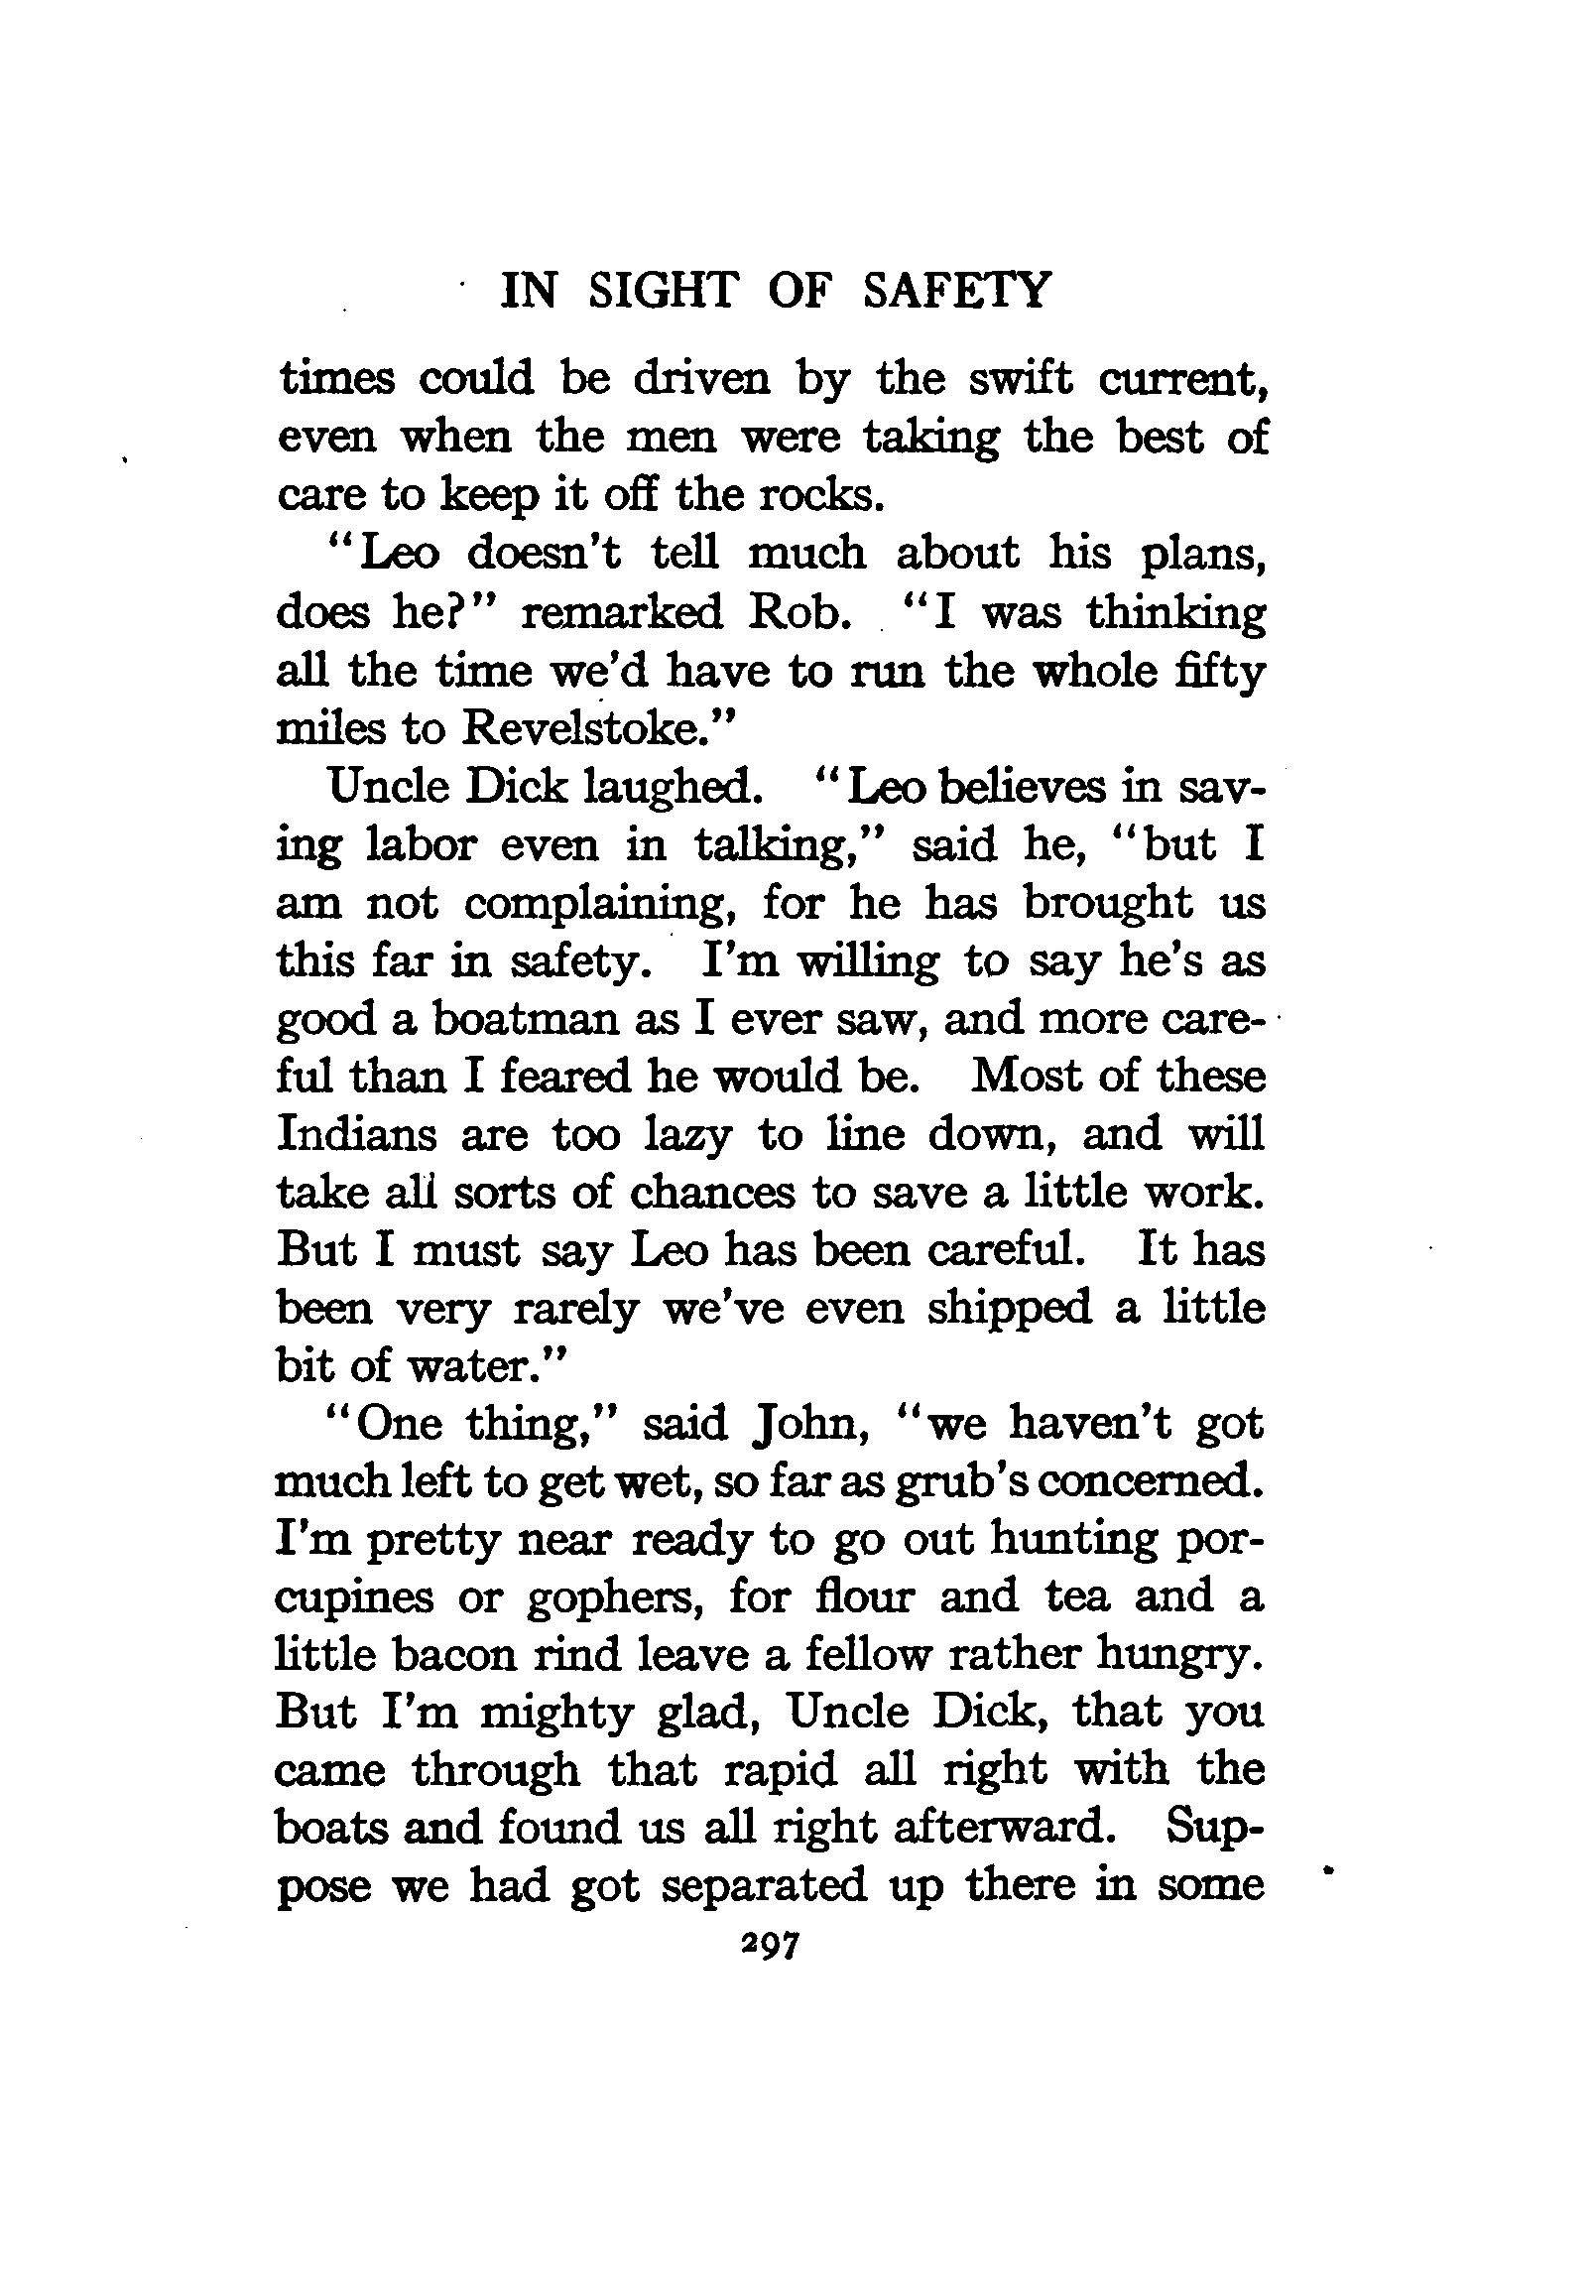 IN SIGHT OF SAFETY
times could be driven by the swift current,
even when the men were taking the best of
care to keep it off the rocks.
"Leo doesn't tell much about his plans,
does he?" remarked Rob. "I was thinking
all the time we'd have to run the whole fifty
miles to Revelstoke."
Uncle Dick laughed. "Leo believes in sav-
ing labor even in talking," said he, "but I
am not complaining, for he has brought us
this far in safety. I'm willing to say he's as
good a boatman as I ever saw, and more care-
ful than I feared he would be. Most of these
Indians are too lazy to line down, and will
take all sorts of chances to save a little work.
But I must say Leo has been careful. It has
been very rarely we've even shipped a little
bit of water."
"One thing," said John, "we haven't got
much left to get wet, so far as grub's concerned.
I'm pretty near ready to go out hunting por-
cupines or gophers, for flour and tea and a
little bacon rind leave a fellow rather hungry.
But I'm mighty glad, Uncle Dick, that you
came through that rapid all right with the
boats and found us all right afterward. Sup-
pose we had got separated up there in some
297